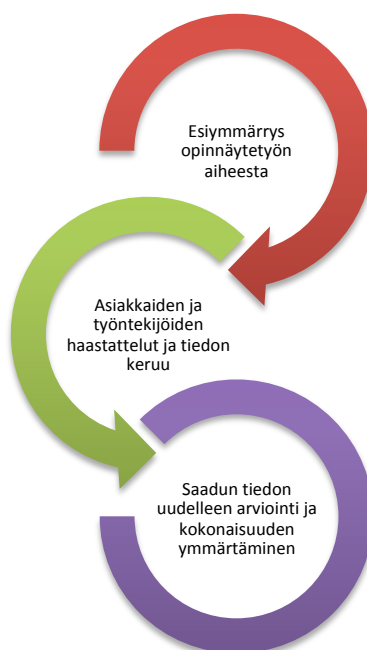 Esiymmärrys
opinnäytetyön
aiheesta
Asiakkaiden ja
työntekijöiden
haastattelut ja tiedon
keruu
Saadun tiedon
uudelleen arviointi ja
kokonaisuuden
ymmärtäminen